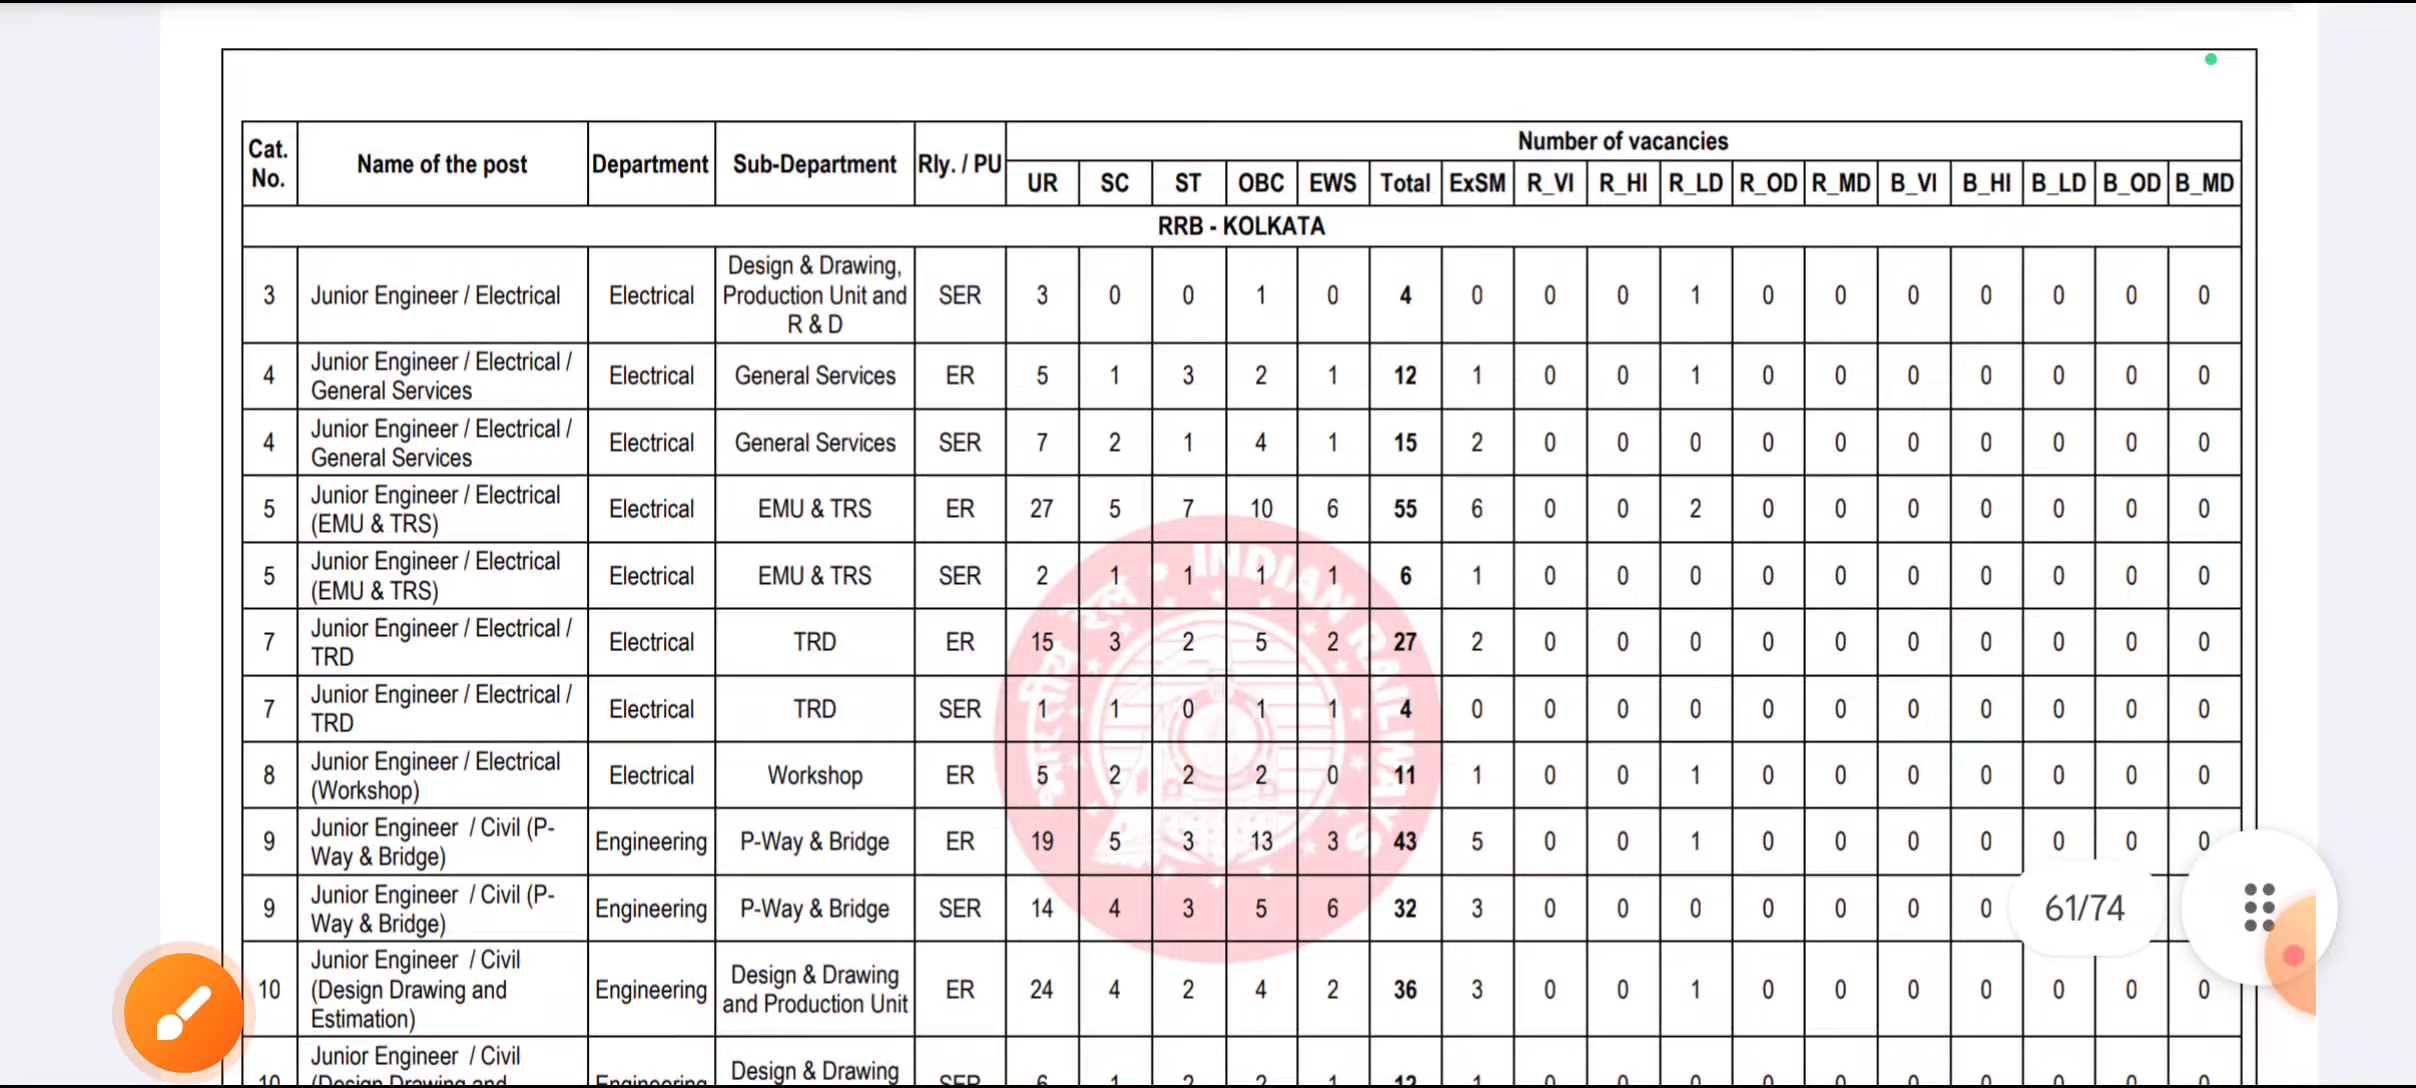 Cat. No. Name of the post Department Sub-Department Rly. / PU Number of vacancies
UR SC ST OBC EWS Total ExSM R_VI R_HI R_LD R_OD R_MD B_VI B_HI B_LD B_OD B_MD
RRB - KOLKATA
3 Junior Engineer / Electrical Electrical Design & Drawing, Production Unit and R & D SER 3 0 0 1 0 4 0 0 0 1 0 0 0 0 0 0 0
4 Junior Engineer / Electrical / General Services Electrical General Services ER 5 1 3 2 1 12 1 0 0 1 0 0 0 0 0 0 0
4 Junior Engineer / Electrical / General Services Electrical General Services SER 7 2 1 4 1 15 2 0 0 0 0 0 0 0 0 0 0
5 Junior Engineer / Electrical (EMU & TRS) Electrical EMU & TRS ER 27 5 7 10 6 55 6 0 0 2 0 0 0 0 0 0 0
5 Junior Engineer / Electrical (EMU & TRS) Electrical EMU & TRS SER 2 1 1 1 1 6 1 0 0 0 0 0 0 0 0 0 0
7 Junior Engineer / Electrical / TRD Electrical TRD ER 15 3 2 5 2 27 2 0 0 0 0 0 0 0 0 0 0
7 Junior Engineer / Electrical / TRD Electrical TRD SER 1 1 0 1 1 4 0 0 0 0 0 0 0 0 0 0 0
8 Junior Engineer / Electrical (Workshop) Electrical Workshop ER 5 2 2 2 0 11 1 0 0 1 0 0 0 0 0 0 0
9 Junior Engineer / Civil (P-Way & Bridge) Engineering P-Way & Bridge ER 19 5 3 13 3 43 5 0 0 1 0 0 0 0 0 0 0
9 Junior Engineer / Civil (P-Way & Bridge) Engineering P-Way & Bridge SER 14 4 3 5 6 32 3 0 0 0 0 0 0 0
61/74
10 Junior Engineer / Civil (Design Drawing and Estimation) Engineering Design & Drawing and Production Unit ER 24 4 2 4 2 36 3 0 0 1 0 0 0 0 0 0 0
10 Junior Engineer / Civil (Design Drawing and Engineering Design & Drawing SER
भारतीय रेल INDIAN RAILWAYS